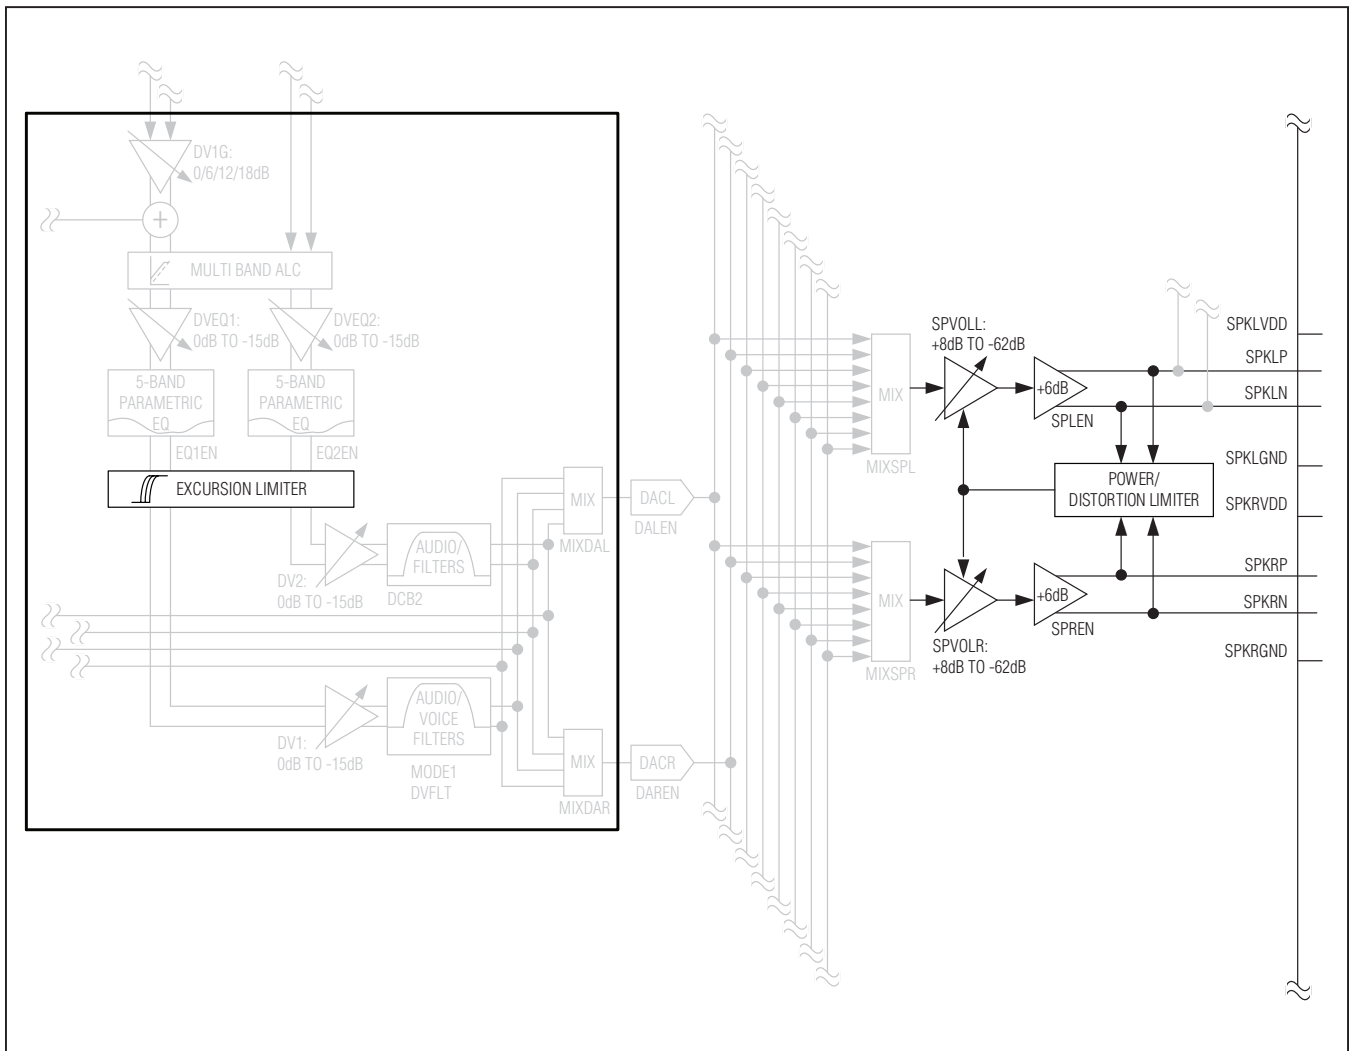 DV1G:
0/6/12/18dB
+
MULTI BAND ALC
DVEQ1:
0dB TO -15dB
DVEQ2:
0dB TO -15dB
5-BAND
PARAMETRIC
EQ
5-BAND
PARAMETRIC
EQ
EQ1EN
EQ2EN
EXCURSION LIMITER
DV2:
0dB TO -15dB
AUDIO/
FILTERS
DCB2
MIX
MIXDAL
DACL
DALEN
DV1:
0dB TO -15dB
AUDIO/
VOICE
FILTERS
MODE1
DVFLT
MIX
MIXDAR
DACR
DAREN
MIX
MIXSPL
SPVOLL:
+8dB TO -62dB
+6dB
SPLEN
MIX
MIXSPR
SPVOLR:
+8dB TO -62dB
+6dB
SPREN
POWER/
DISTORTION LIMITER
SPKLVDD
SPKLP
SPKLN
SPKLGND
SPKRVDD
SPKRP
SPKRN
SPKRGND